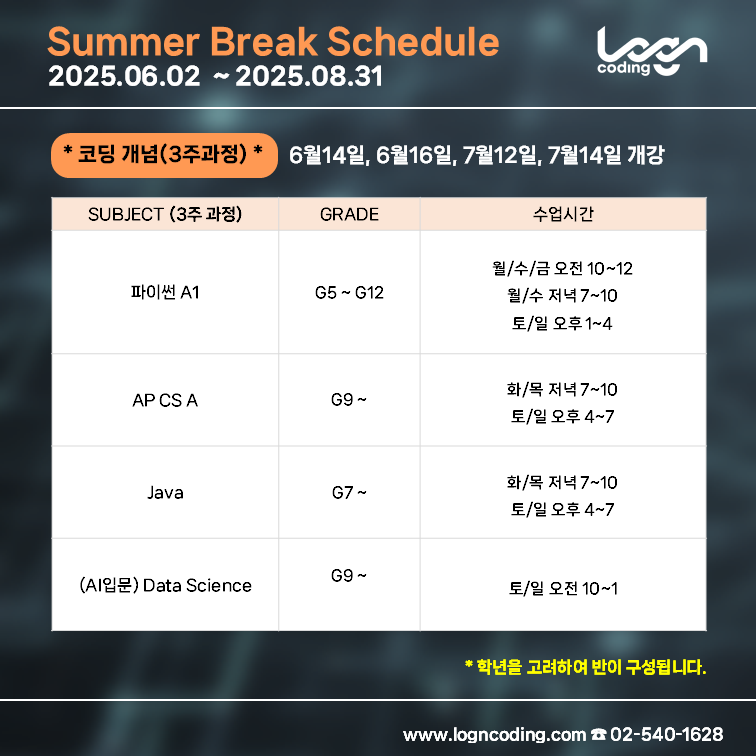 Summer Break Schedule
2025.06.02 ~ 2025.08.31
Logn
coding
* 코딩 개념(3주과정) *
6월14일, 6월16일, 7월12일, 7월14일 개강
SUBJECT (3주 과정)
GRADE
수업시간
파이썬 A1
G5 ~ G12
월/수/금 오전 10~12
월/수 저녁 7~10
토/일 오후 1~4
AP CS A
G9 ~
화/목 저녁 7~10
토/일 오후 4~7
Java
G7 ~
화/목 저녁 7~10
토/일 오후 4~7
(AI입문) Data Science
G9 ~
토/일 오전 10~1
* 학년을 고려하여 반이 구성됩니다.
www.logncoding.com ☎ 02-540-1628